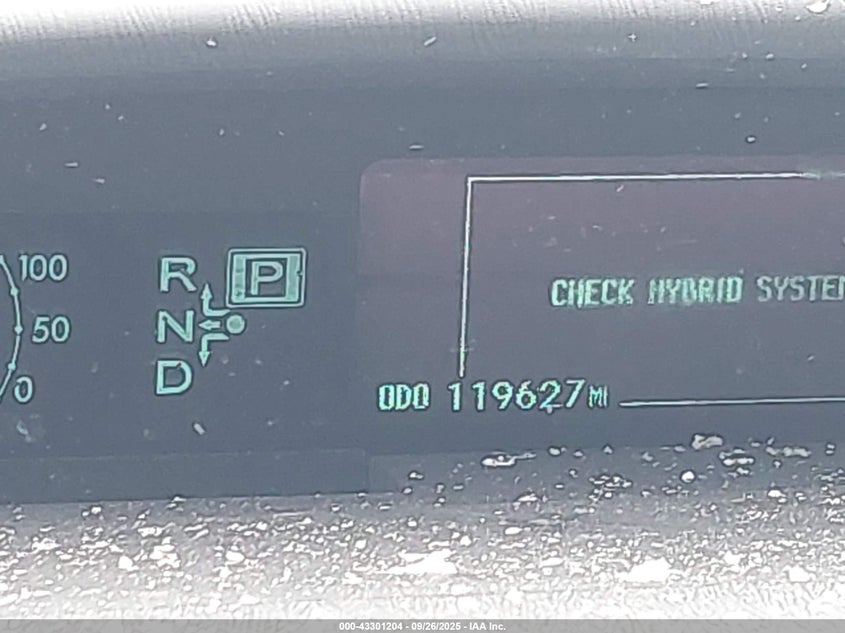 100
50
0
R
P
N
D
CHECK HYBRID SYSTEM
ODO 119627 MI
000-43301204 - 09/26/2025 - IAA Inc.